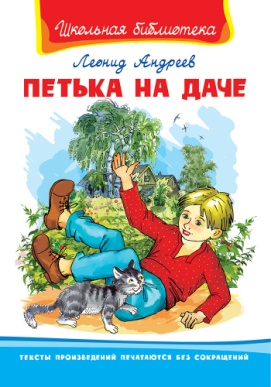 Школьная библиотека
Леонид Андреев
ПЕТЬКА НА ДАЧЕ
ТЕКСТЫ ПРОИЗВЕДЕНИЙ ПЕЧАТАЮТСЯ БЕЗ СОКРАЩЕНИЙ